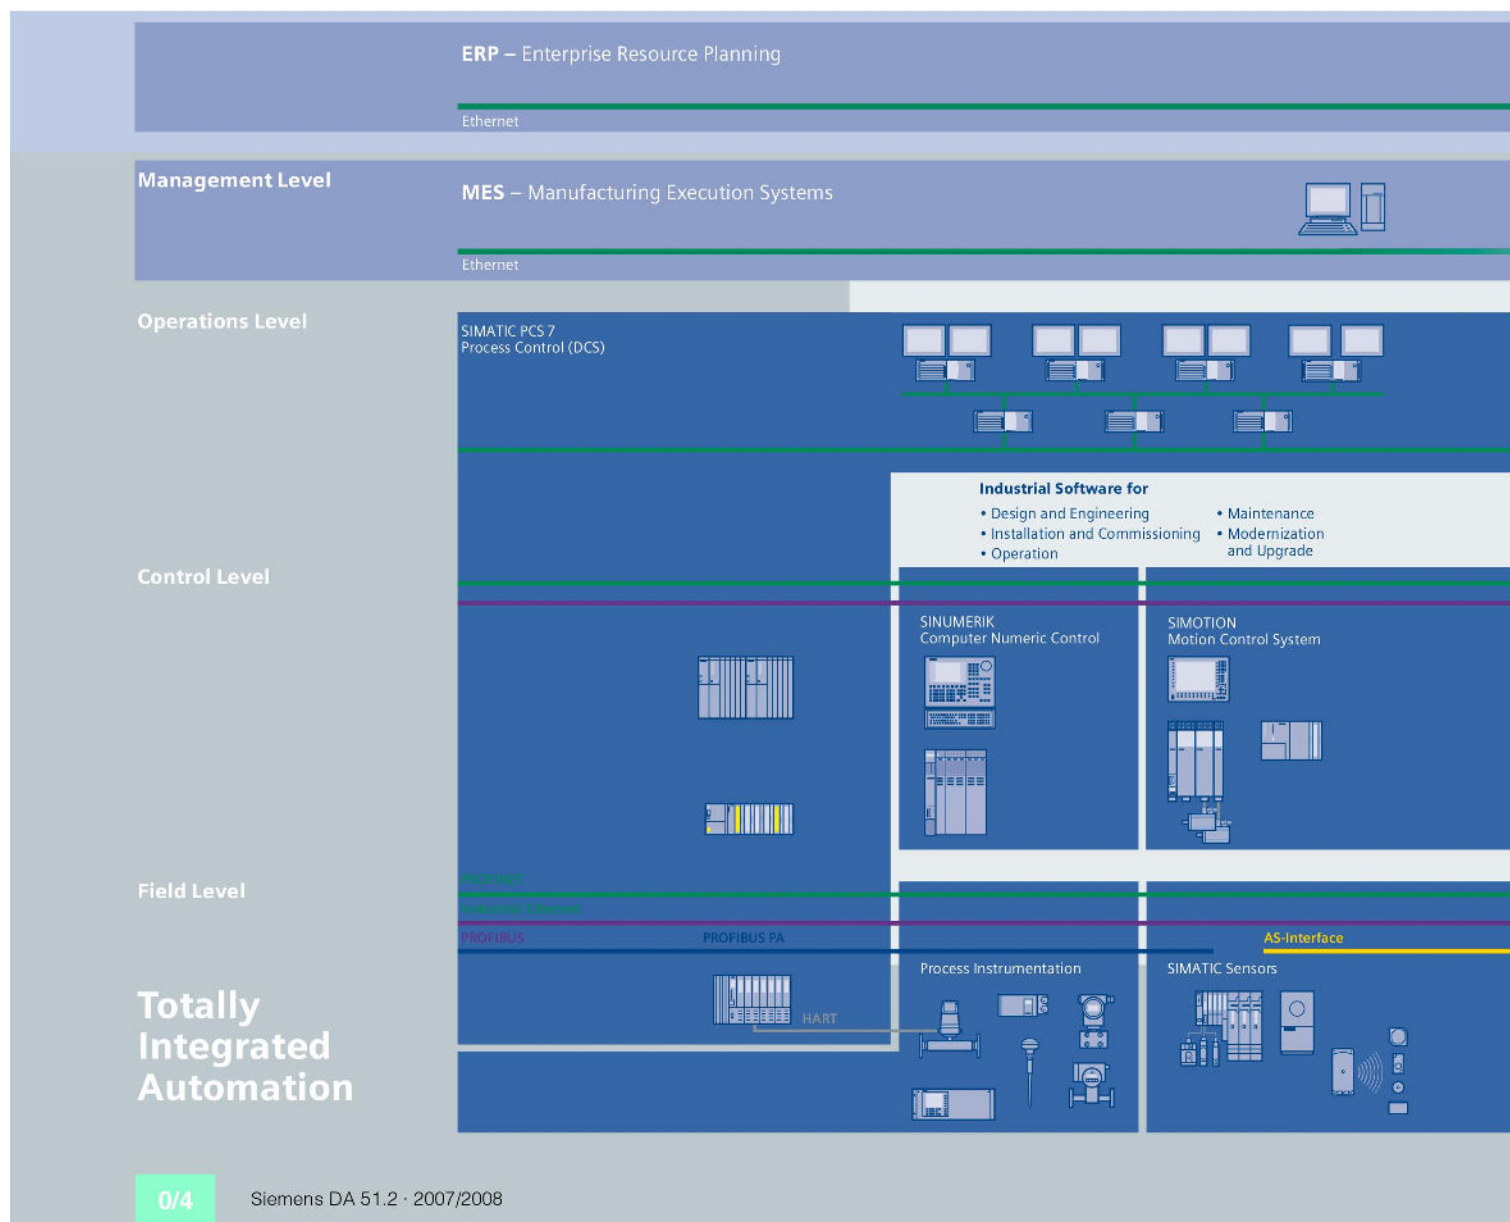 ERP – Enterprise Resource Planning
Ethernet
Management Level
MES – Manufacturing Execution Systems
Ethernet
Operations Level
SIMATIC PCS 7
Process Control (DCS)
Industrial Software for
• Design and Engineering
• Installation and Commissioning
• Operation
• Maintenance
• Modernization
and Upgrade
Control Level
SINUMERIK
Computer Numeric Control
SIMOTION
Motion Control System
Field Level
PROFINET
Industrial Ethernet
PROFIBUS
PROFIBUS PA
AS-Interface
Process Instrumentation
SIMATIC Sensors
HART
Totally
Integrated
Automation
0/4
Siemens DA 51.2 · 2007/2008